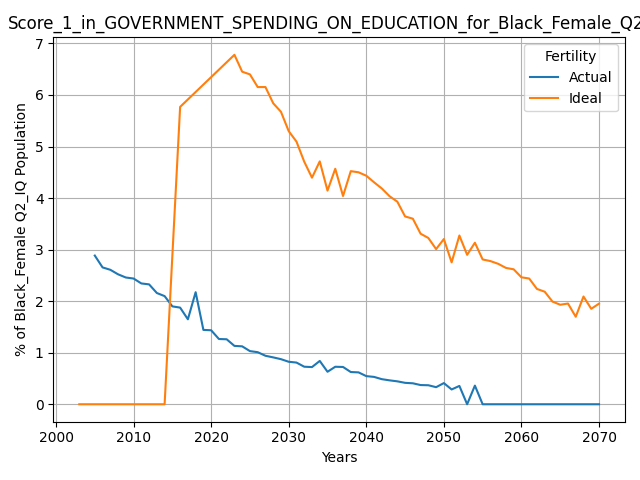 Score_1_in_GOVERNMENT_SPENDING_ON_EDUCATION_for_Black_Female_Q2
7
6
5
4
3
2
1
0
% of Black_Female Q2_IQ Population
Fertility
Actual
Ideal
2000 2010 2020 2030 2040 2050 2060 2070
Years